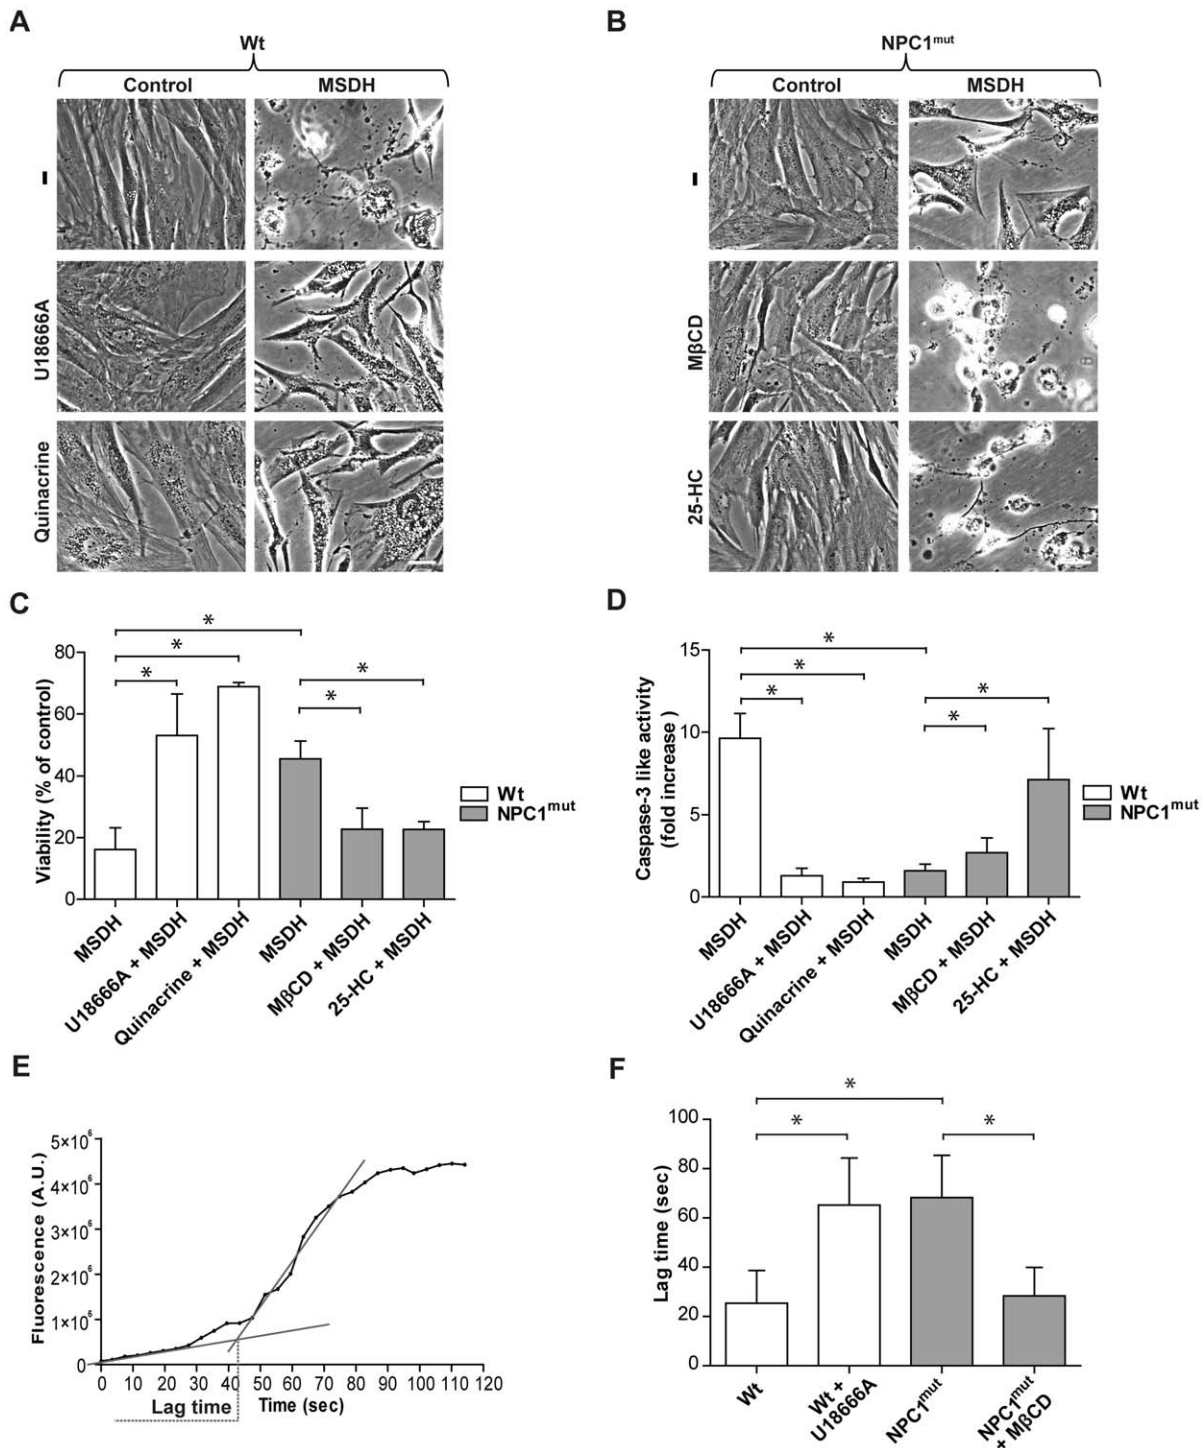 A
Wt
Control MSDH
–
U18666A
Quinacrine
B
NPC1ᵐᵘᵗ
Control MSDH
–
MβCD
25-HC
C
*
*
*
*
*
Viability (% of control)
80
60
40
20
0
MSDH
U18666A + MSDH
Quinacrine + MSDH
MSDH
MβCD + MSDH
25-HC + MSDH
Wt
NPC1ᵐᵘᵗ
D
*
*
*
*
*
Caspase-3 like activity
(fold increase )
15
10
5
0
MSDH
U18666A + MSDH
Quinacrine + MSDH
MSDH
MβCD + MSDH
25-HC + MSDH
Wt
NPC1ᵐᵘᵗ
E
Fluorescence (A.U.)
5×10⁶
4×10⁶
3×10⁶
2×10⁶
1×10⁶
0
0 10 20 30 40 50 60 70 80 90 100 110 120
Lag time Time (sec)
F
*
*
*
Lag time (sec)
100
80
60
40
20
0
Wt
Wt +
U18666A
NPC1ᵐᵘᵗ
NPC1ᵐᵘᵗ
+ MβCD